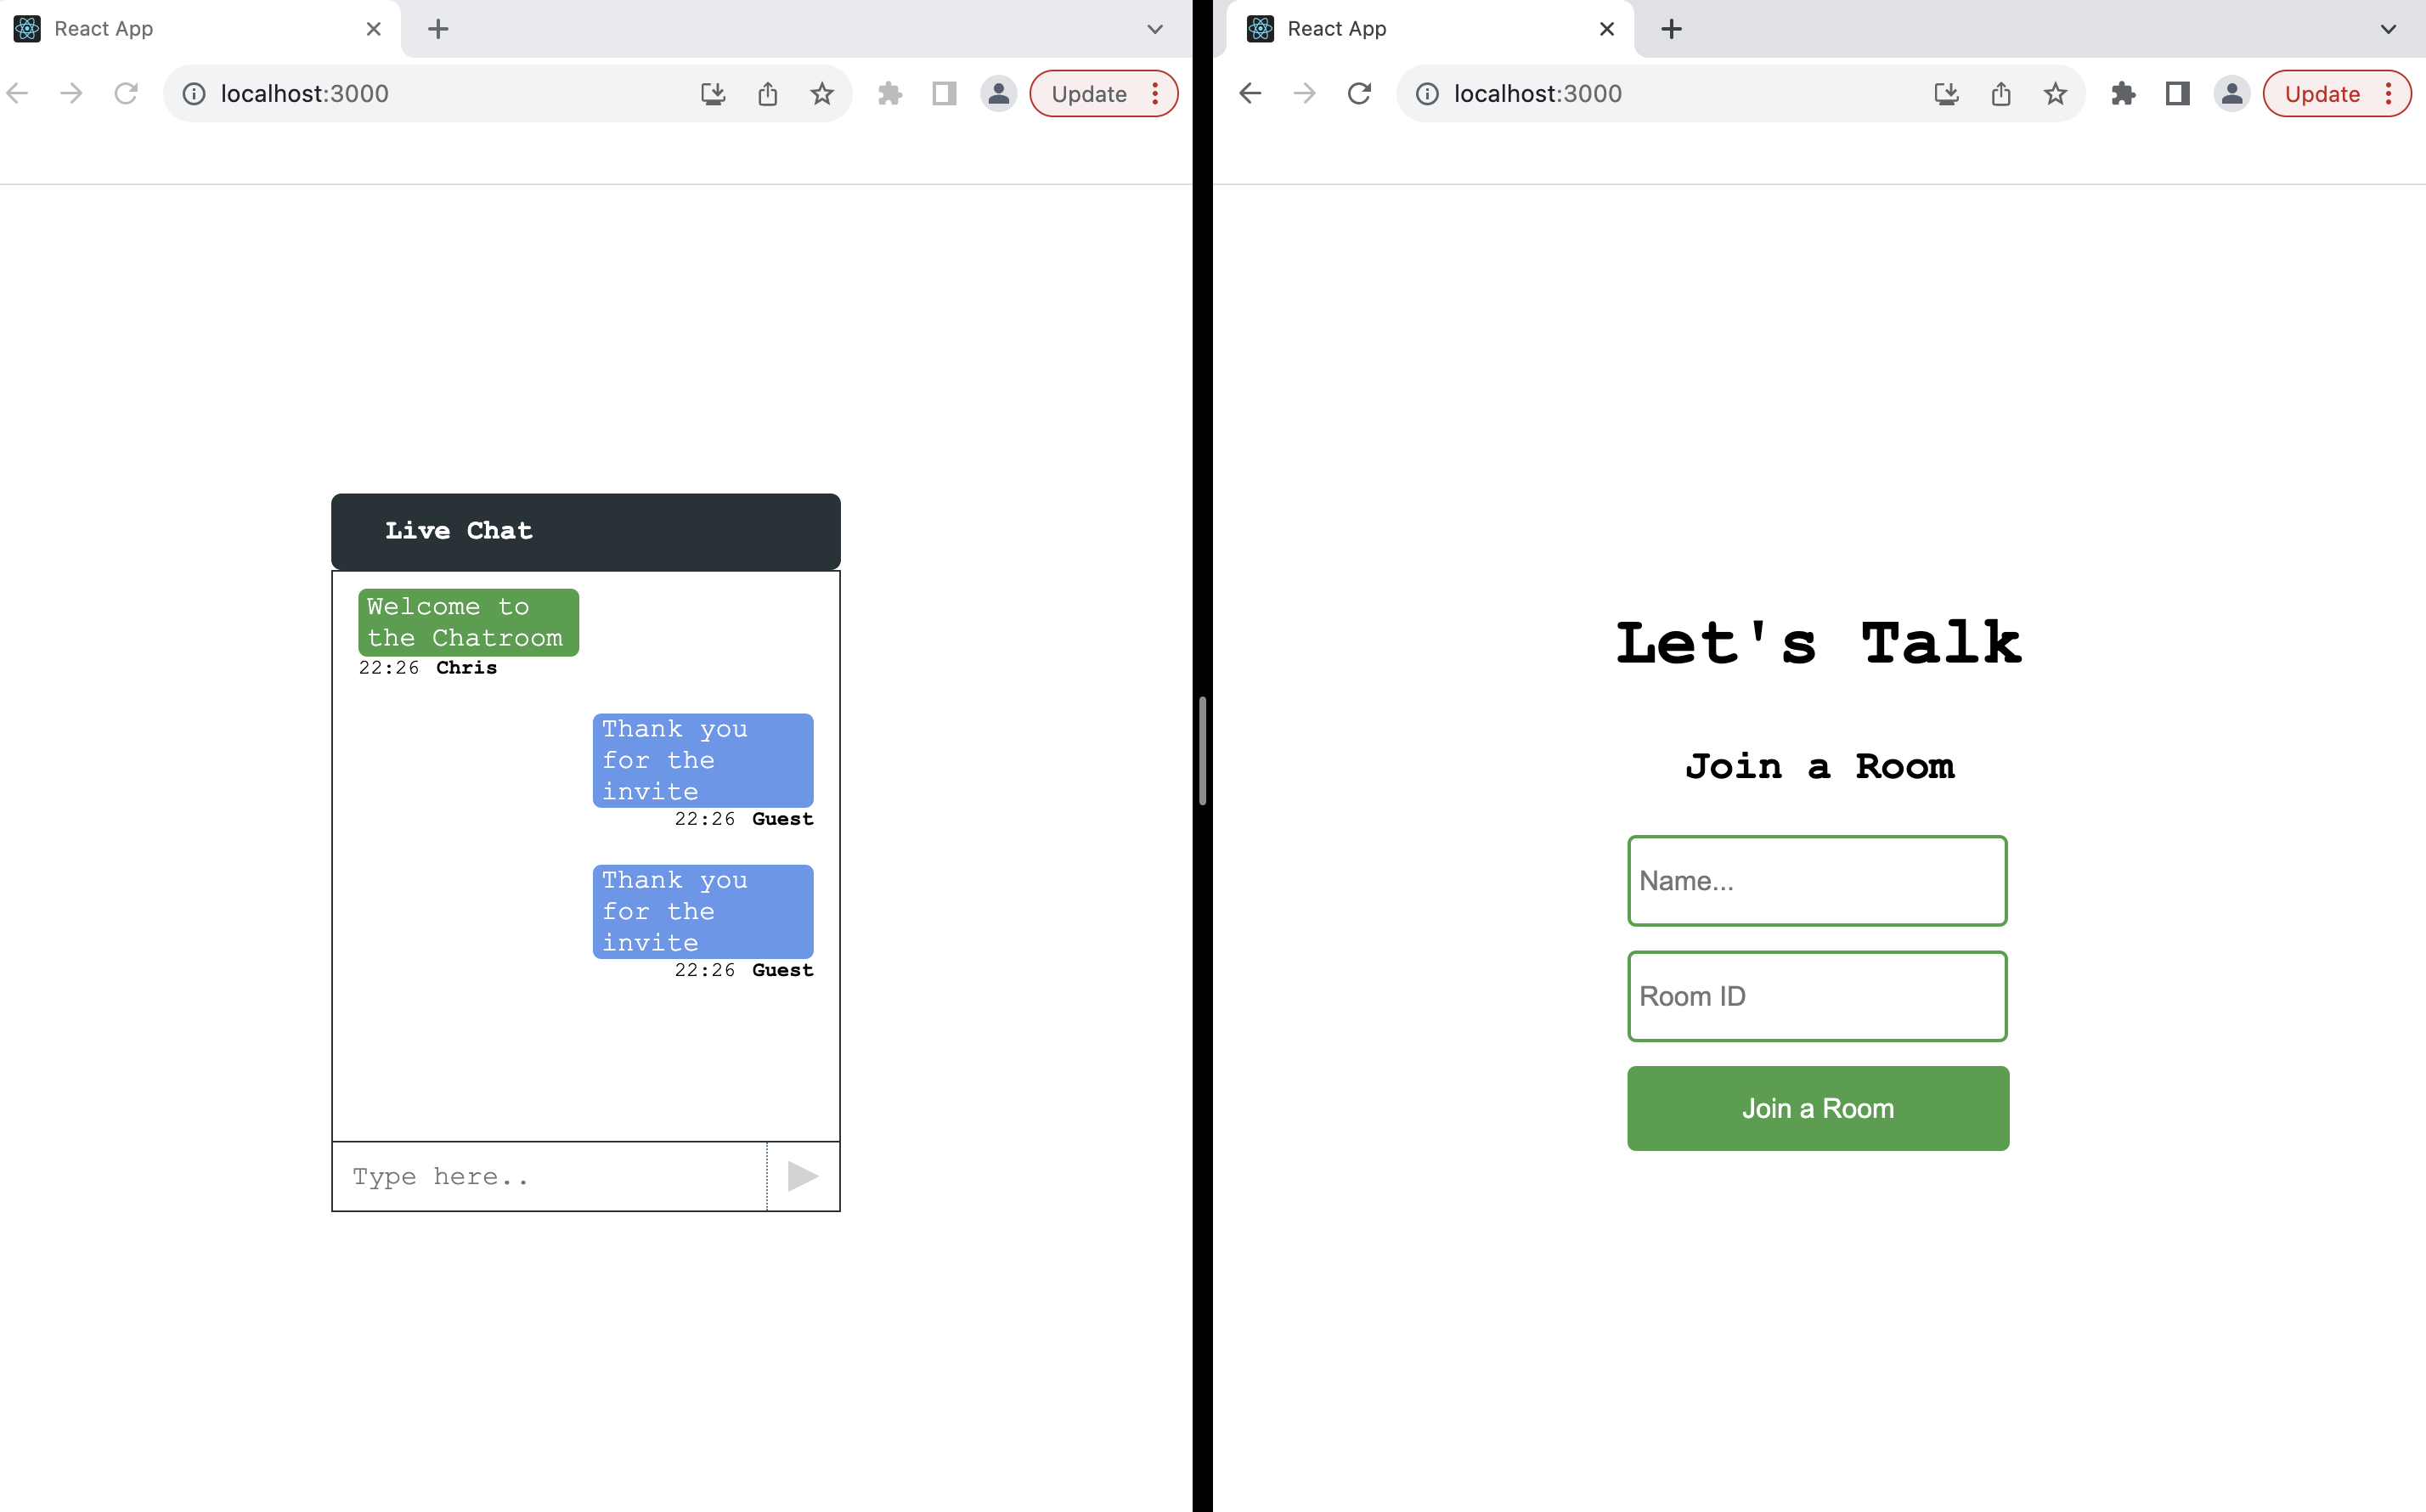 React App
localhost:3000
Update
Live Chat
Welcome to
the Chatroom
22:26 Chris
Thank you
for the
invite
22:26 Guest
Thank you
for the
invite
22:26 Guest
Type here..
React App
localhost:3000
Update
Let's Talk
Join a Room
Name...
Room ID
Join a Room